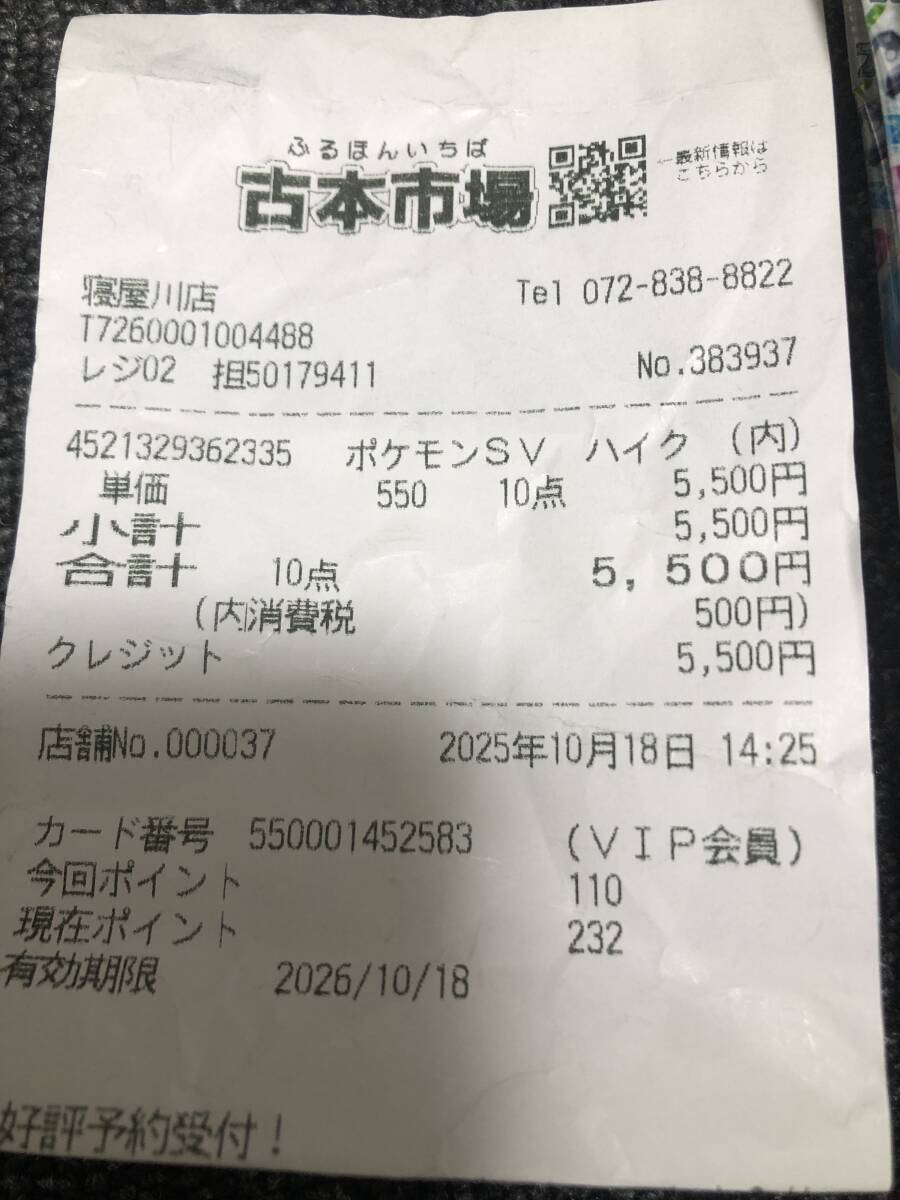 ふるほんいちば
古本市場
←最新情報は
こちらから
寝屋川店 Tel 072-838-8822
T7260001004488
レジ02 担50179411 No.383937
4521329362335 ポケモンSV ハイク (内)
単価 550 10点 5,500円
小計 5,500円
合計 10点 5,500円
(内消費税 500円)
クレジット 5,500円
店舗No.000037 2025年10月18日 14:25
カード番号 550001452583 (VIP会員)
今回ポイント 110
現在ポイント 232
有効期限 2026/10/18
好評予約受付！